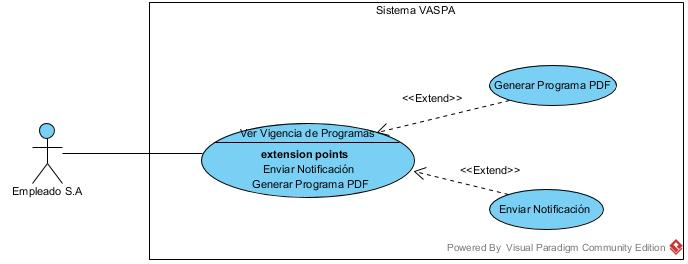 Sistema VASPA
Generar Programa PDF
<<Extend>>
Ver Vigencia de Programas
extension points
Enviar Notificación
Generar Programa PDF
<<Extend>>
Empleado S.A
Enviar Notificación
Powered By Visual Paradigm Community Edition